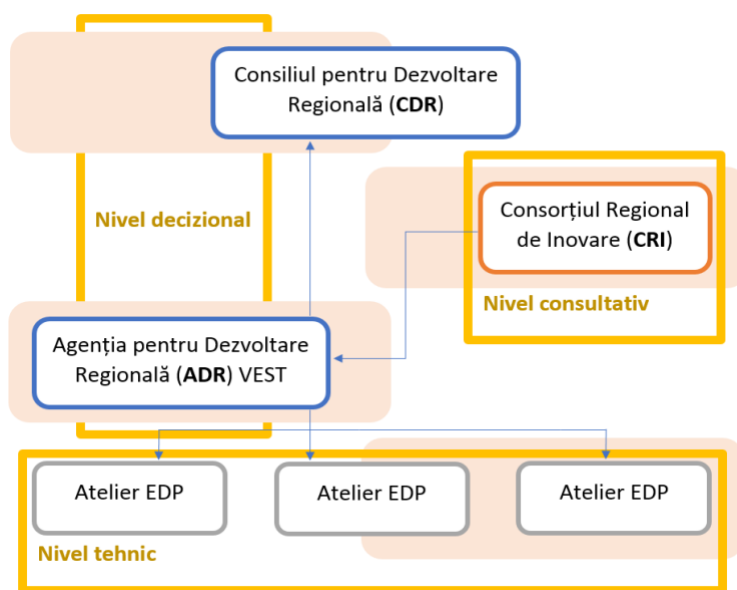 Consiliul pentru Dezvoltare
Regională (CDR)
Nivel decizional
Consorțiul Regional
de Inovare (CRI)
Nivel consultativ
Agenția pentru Dezvoltare
Regională (ADR) VEST
Atelier EDP
Atelier EDP
Atelier EDP
Nivel tehnic